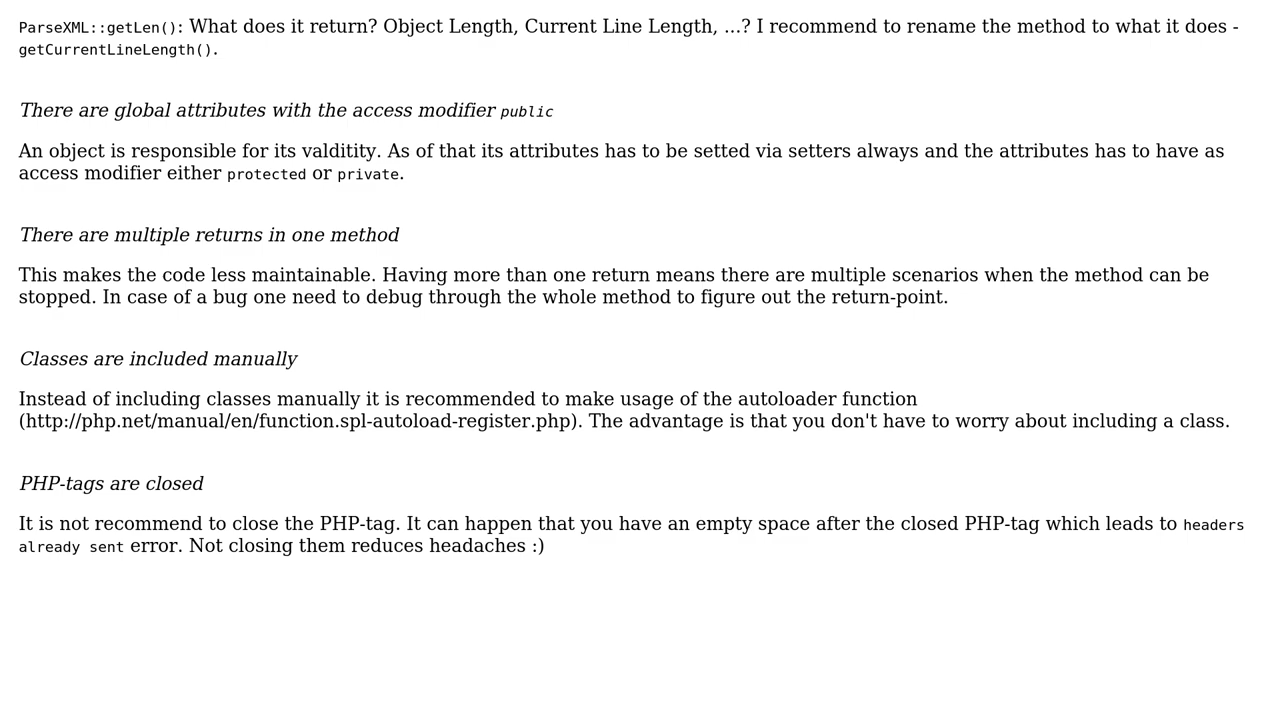 ParseXML::getLen(): What does it return? Object Length, Current Line Length, ...? I recommend to rename the method to what it does -
getCurrentLineLength().
There are global attributes with the access modifier public
An object is responsible for its valditity. As of that its attributes has to be setted via setters always and the attributes has to have as
access modifier either protected or private.
There are multiple returns in one method
This makes the code less maintainable. Having more than one return means there are multiple scenarios when the method can be
stopped. In case of a bug one need to debug through the whole method to figure out the return-point.
Classes are included manually
Instead of including classes manually it is recommended to make usage of the autoloader function
(http://php.net/manual/en/function.spl-autoload-register.php). The advantage is that you don't have to worry about including a class.
PHP-tags are closed
It is not recommend to close the PHP-tag. It can happen that you have an empty space after the closed PHP-tag which leads to headers
already sent error. Not closing them reduces headaches :)